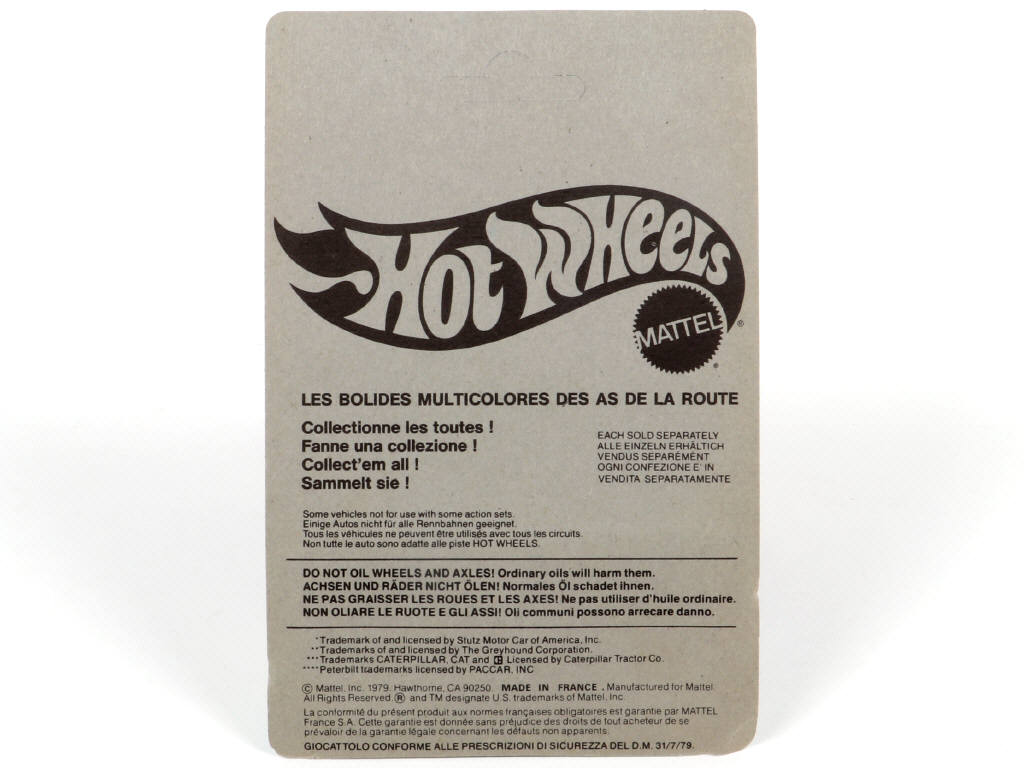 Hot Wheels
MATTEL
®
®
LES BOLIDES MULTICOLORES DES AS DE LA ROUTE
Collectionne les toutes !
Fanne una collezione !
Collect'em all !
Sammelt sie !
EACH SOLD SEPARATELY
ALLE EINZELN ERHÄLTICH
VENDUS SEPARÉMENT
OGNI CONFEZIONE E' IN
VENDITA SEPARATAMENTE
Some vehicles not for use with some action sets.
Einige Autos nicht für alle Rennbahnen geeignet.
Tous les véhicules ne peuvent être utilisés avec tous les circuits.
Non tutte le auto sono adatte alle piste HOT WHEELS.
DO NOT OIL WHEELS AND AXLES! Ordinary oils will harm them.
ACHSEN UND RÄDER NICHT ÖLEN! Normales Öl schadet ihnen.
NE PAS GRAISSER LES ROUES ET LES AXES! Ne pas utiliser d'huile ordinaire.
NON OLIARE LE RUOTE E GLI ASSI! Oli communi possono arrecare danno.
*Trademark of and licensed by Stutz Motor Car of America, Inc.
**Trademarks of and licensed by The Greyhound Corporation.
***Trademarks CATERPILLAR, CAT and Licensed by Caterpillar Tractor Co.
****Peterbilt trademarks licensed by PACCAR, INC
© Mattel, Inc. 1979. Hawthorne, CA 90250. MADE IN FRANCE. Manufactured for Mattel.
All Rights Reserved. ® and TM designate U.S. trademarks of Mattel, Inc.
La conformité du présent produit aux normes françaises obligatoires est garantie par MATTEL
France S.A. Cette garantie est donnée sans préjudice des droits de tout acheteur de se
prévaloir de la garantie légale concernant les défauts non apparents.
GIOCATTOLO CONFORME ALLE PRESCRIZIONI DI SICUREZZA DEL D.M. 31/7/79.